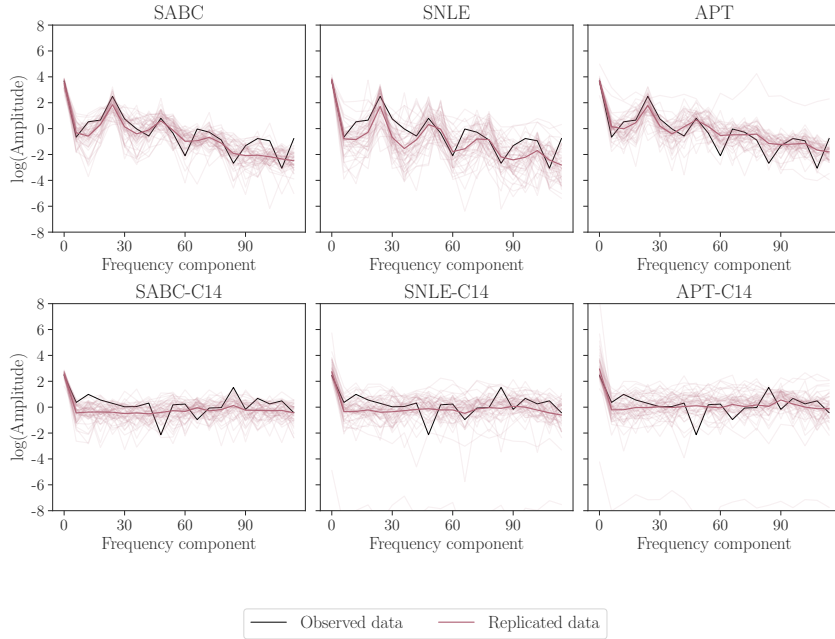 SABC SNLE APT
8
6
4
2
0
-2
-4
-6
-8
log(Amplitude)
0 30 60 90 0 30 60 90 0 30 60 90
Frequency component Frequency component Frequency component
SABC-C14 SNLE-C14 APT-C14
8
6
4
2
0
-2
-4
-6
-8
log(Amplitude)
0 30 60 90 0 30 60 90 0 30 60 90
Frequency component Frequency component Frequency component
Observed data Replicated data